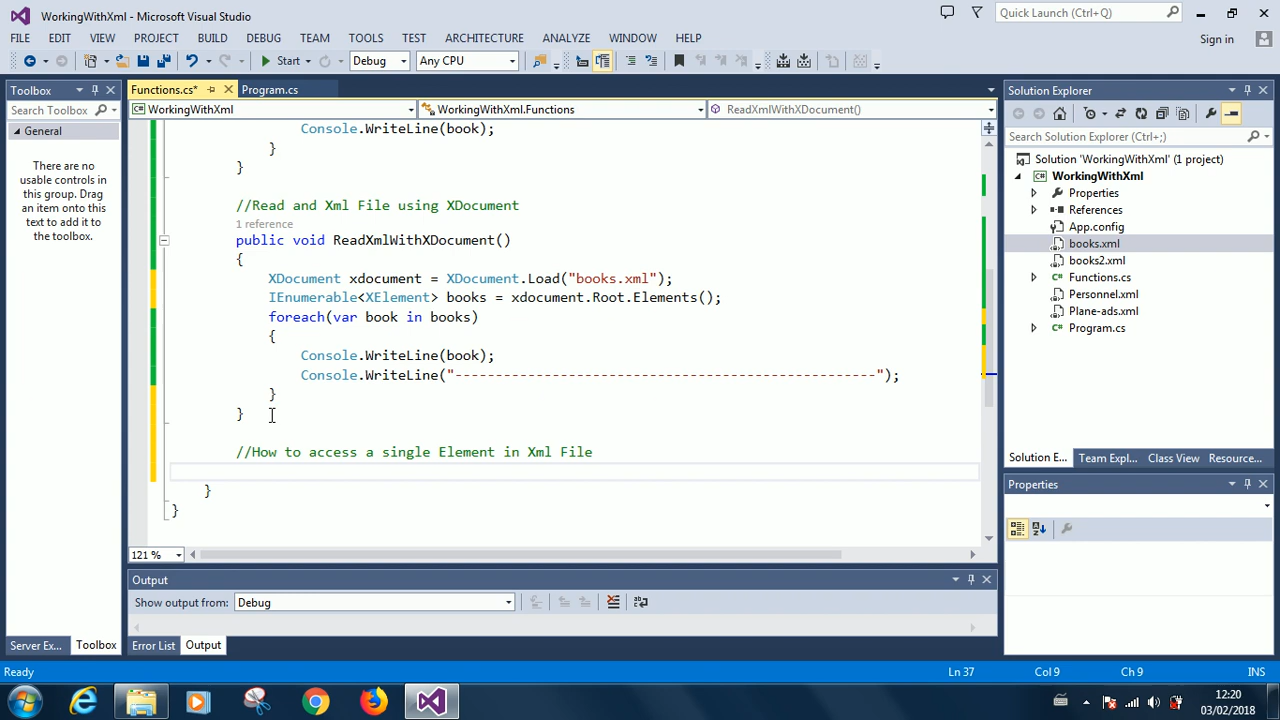 WorkingWithXml - Microsoft Visual Studio
Quick Launch (Ctrl+Q)
FILE EDIT VIEW PROJECT BUILD DEBUG TEAM TOOLS TEST ARCHITECTURE ANALYZE WINDOW HELP
Sign in
Start Debug Any CPU
Toolbox
Search Toolbox
General
There are no
usable controls in
this group. Drag
an item onto this
text to add it to
the toolbox.
Server Ex... Toolbox
Functions.cs* Program.cs
WorkingWithXml WorkingWithXml.Functions ReadXmlWithXDocument()
Console.WriteLine(book);
}
}
//Read and Xml File using XDocument
1 reference
public void ReadXmlWithXDocument()
{
XDocument xdocument = XDocument.Load("books.xml");
IEnumerable<XElement> books = xdocument.Root.Elements();
foreach(var book in books)
{
Console.WriteLine(book);
Console.WriteLine("----------------------------------------------------");
}
}
//How to access a single Element in Xml File
}
}
121 %
Output
Show output from: Debug
Error List Output
Solution Explorer
Search Solution Explorer (Ctrl+;)
Solution 'WorkingWithXml' (1 project)
WorkingWithXml
Properties
References
App.config
books.xml
books2.xml
Functions.cs
Personnel.xml
Plane-ads.xml
Program.cs
Solution E... Team Expl... Class View Resource...
Properties
Ready Ln 37 Col 9 Ch 9 INS
12:20
03/02/2018